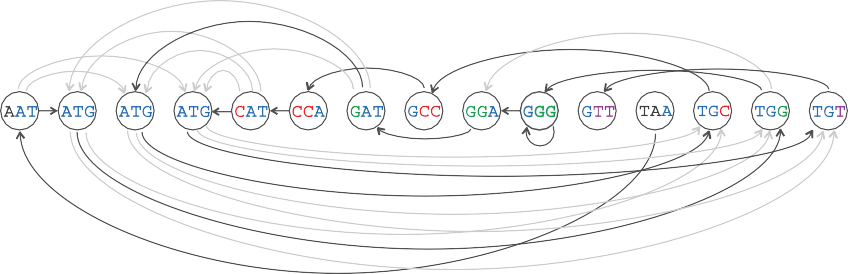 AAT ATG ATG ATG CAT CCA GAT GCC GGA GGG GTT TAA TGC TGG TGT